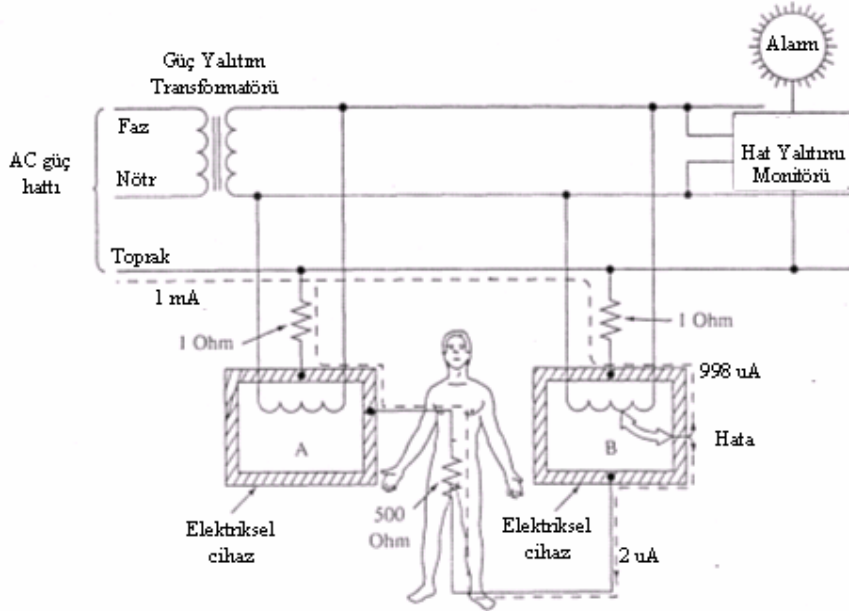 Alarm
Güç Yalıtım
Transformatörü
Faz
AC güç
hattı
Nötr
Hat Yalıtımı
Monitörü
Toprak
1 mA
1 Ohm
1 Ohm
998 uA
A
B
Hata
500
Ohm
Elektriksel
cihaz
Elektriksel
cihaz
2 uA